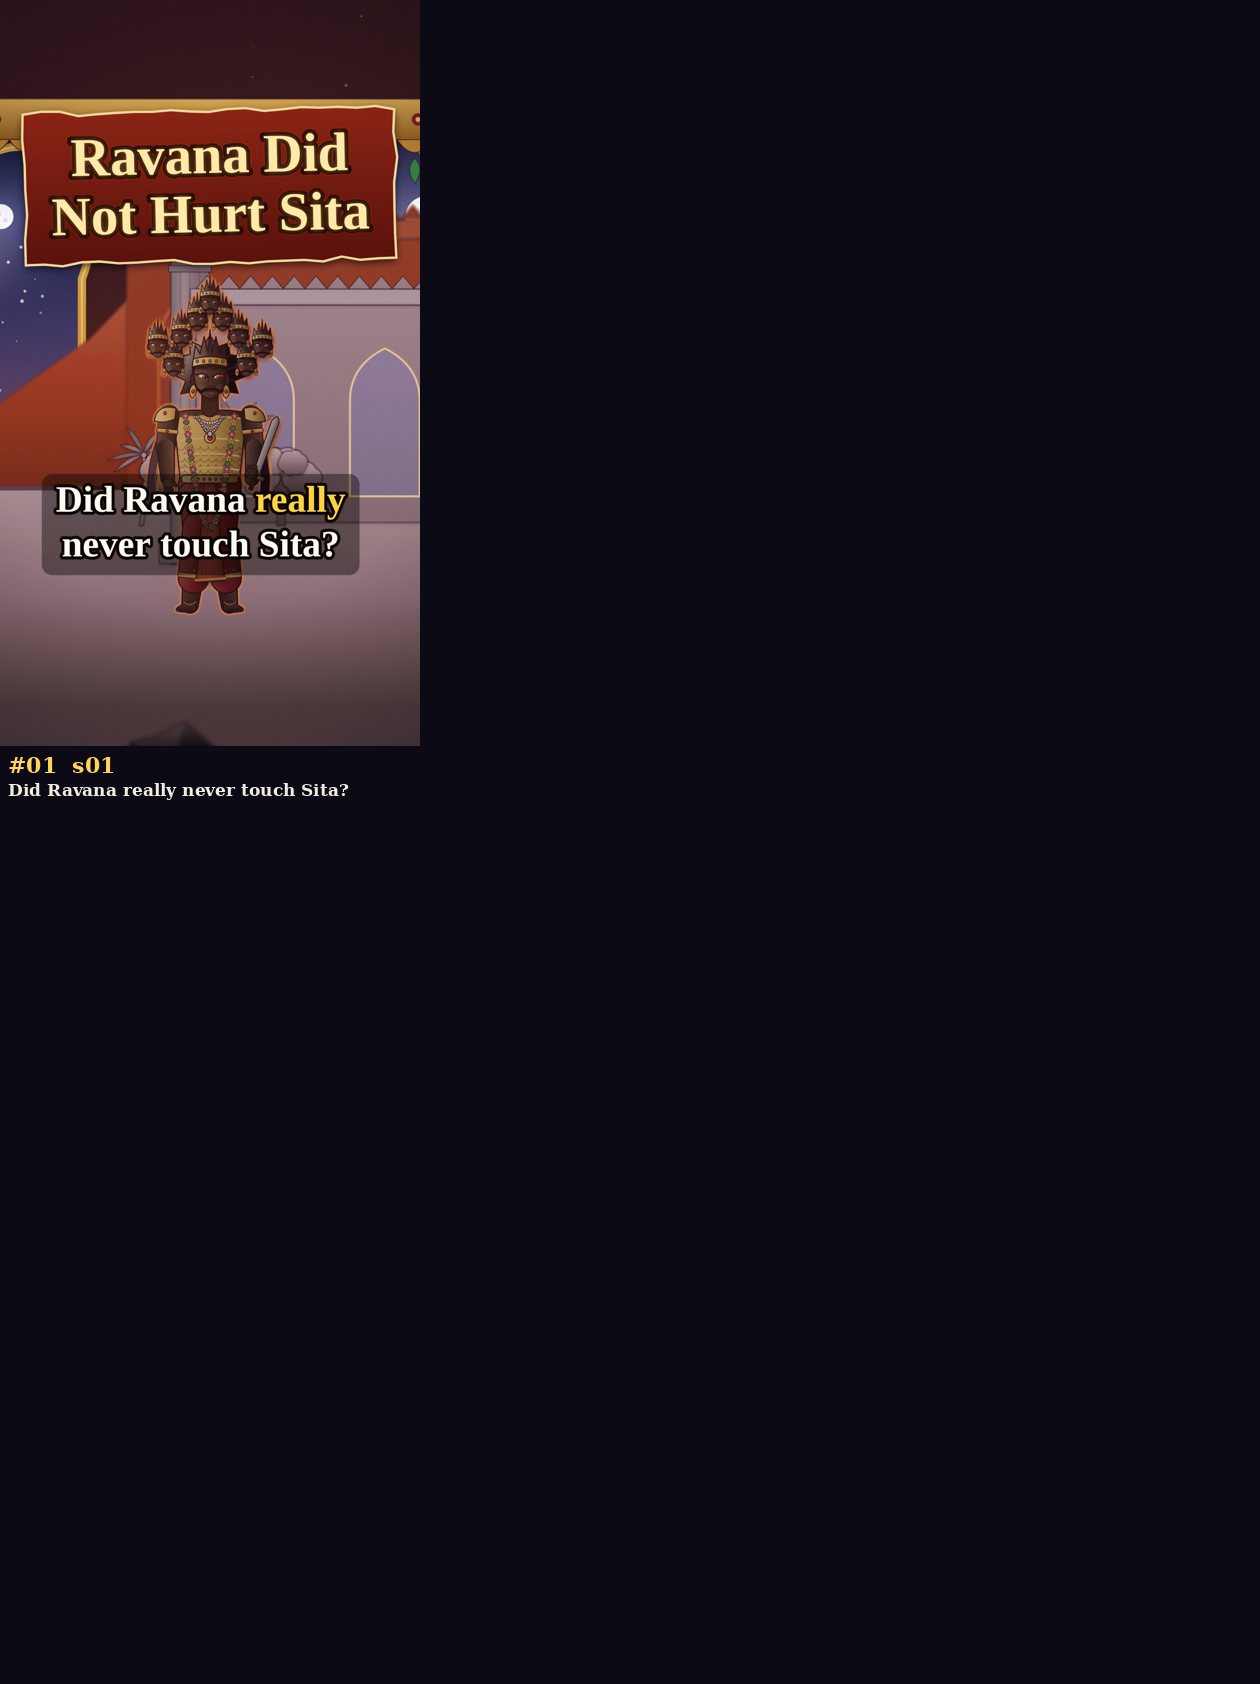 Ravana Did
Not Hurt Sita
Did Ravana really
never touch Sita?
#01 s01
Did Ravana really never touch Sita?